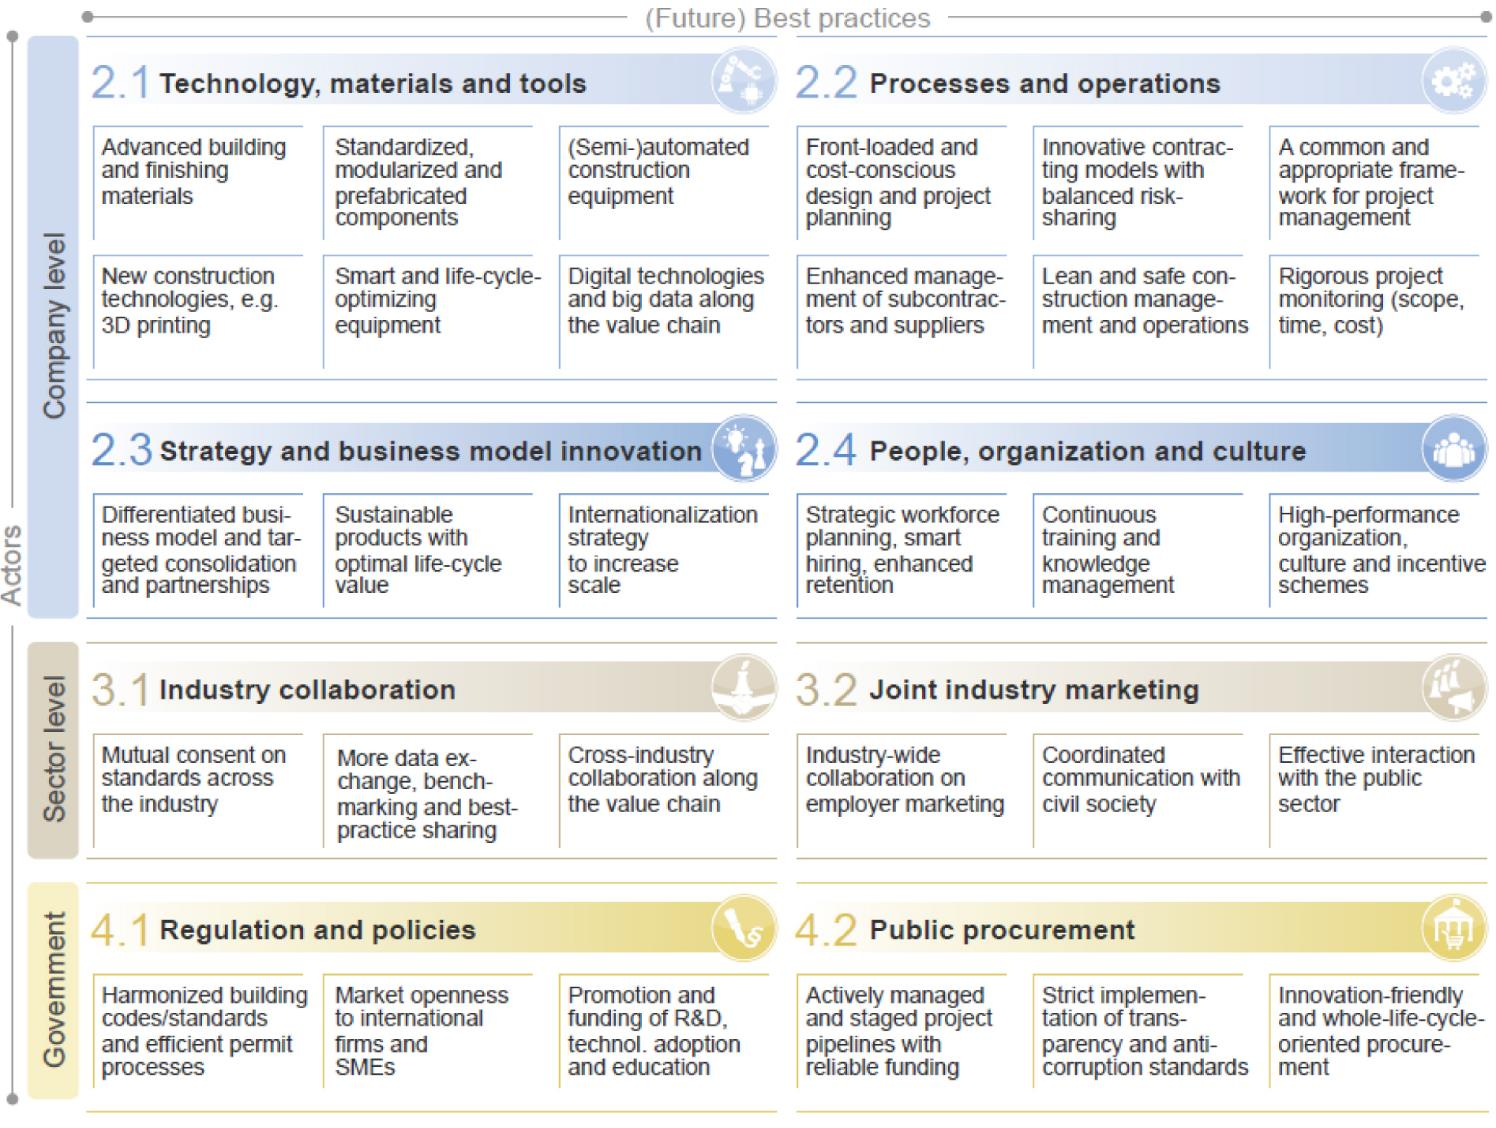 (Future) Best practices
Actors
Company level
2.1 Technology, materials and tools
Advanced building
and finishing
materials
Standardized,
modularized and
prefabricated
components
(Semi-)automated
construction
equipment
New construction
technologies, e.g.
3D printing
Smart and life-cycle-
optimizing
equipment
Digital technologies
and big data along
the value chain
2.2 Processes and operations
Front-loaded and
cost-conscious
design and project
planning
Innovative contrac-
ting models with
balanced risk-
sharing
A common and
appropriate frame-
work for project
management
Enhanced manage-
ment of subcontrac-
tors and suppliers
Lean and safe con-
struction manage-
ment and operations
Rigorous project
monitoring (scope,
time, cost)
2.3 Strategy and business model innovation
Differentiated busi-
ness model and tar-
geted consolidation
and partnerships
Sustainable
products with
optimal life-cycle
value
Internationalization
strategy
to increase
scale
2.4 People, organization and culture
Strategic workforce
planning, smart
hiring, enhanced
retention
Continuous
training and
knowledge
management
High-performance
organization,
culture and incentive
schemes
Sector level
3.1 Industry collaboration
Mutual consent on
standards across
the industry
More data ex-
change, bench-
marking and best-
practice sharing
Cross-industry
collaboration along
the value chain
3.2 Joint industry marketing
Industry-wide
collaboration on
employer marketing
Coordinated
communication with
civil society
Effective interaction
with the public
sector
Government
4.1 Regulation and policies
§
Harmonized building
codes/standards
and efficient permit
processes
Market openness
to international
firms and
SMEs
Promotion and
funding of R&D,
technol. adoption
and education
4.2 Public procurement
Actively managed
and staged project
pipelines with
reliable funding
Strict implemen-
tation of trans-
parency and anti-
corruption standards
Innovation-friendly
and whole-life-cycle-
oriented procure-
ment